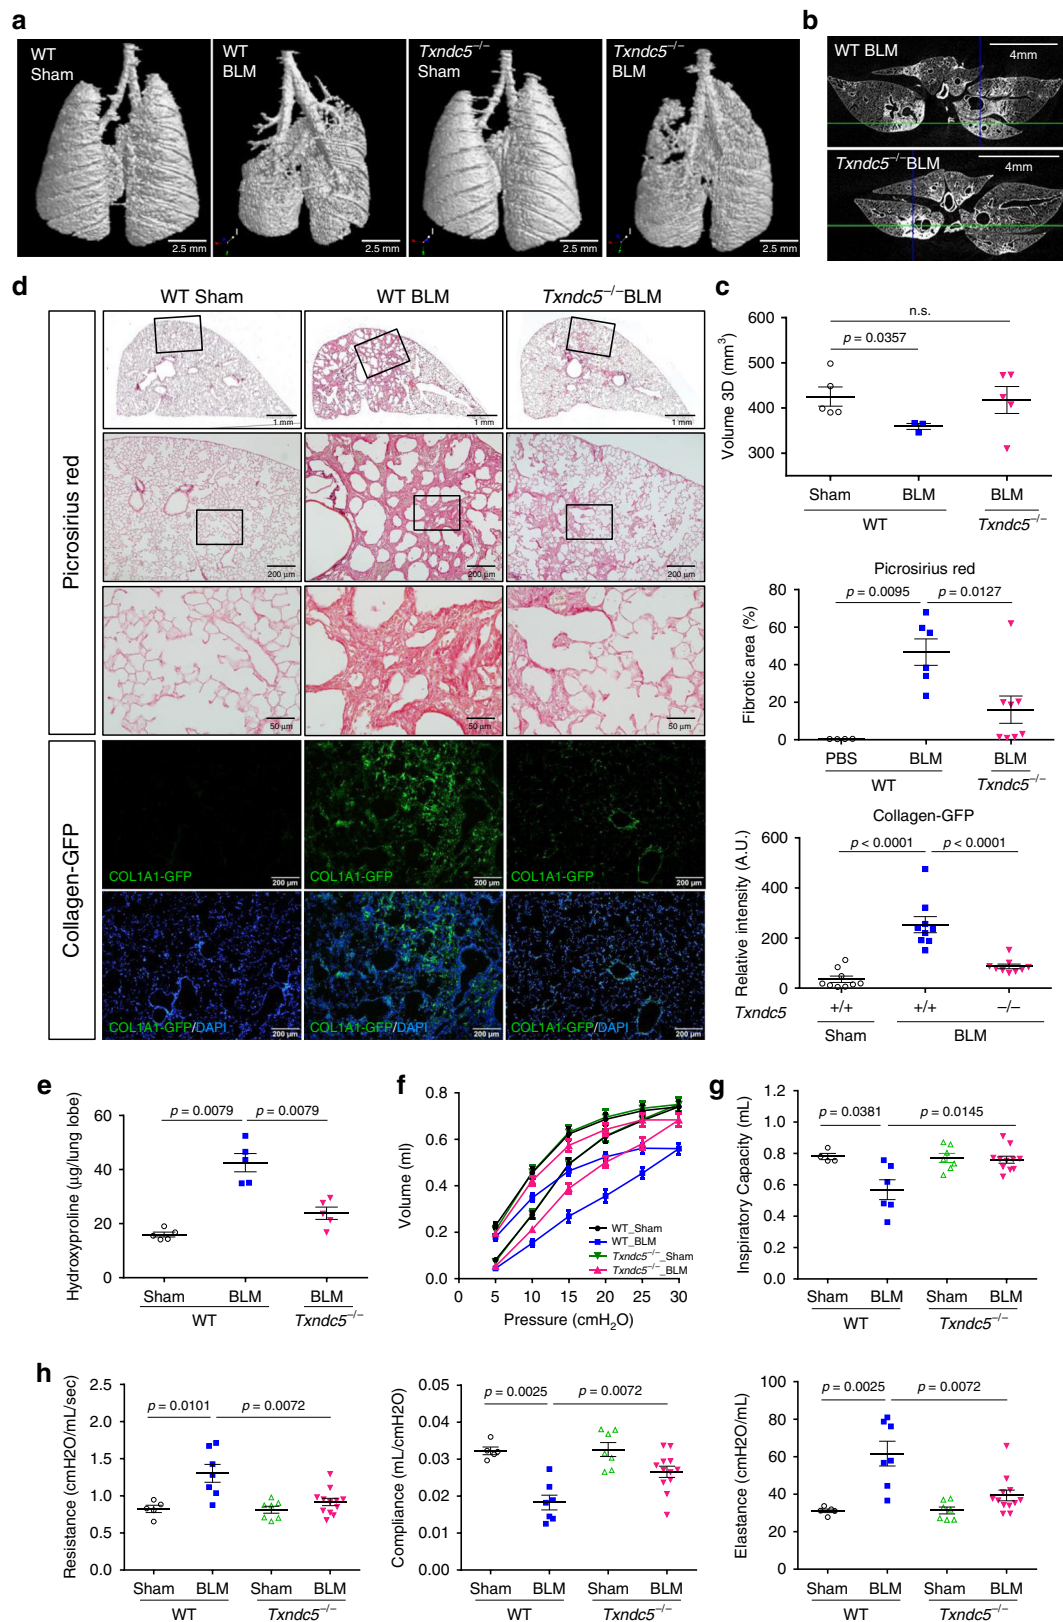 a
WT
Sham
2.5 mm
WT
BLM
2.5 mm
Txndc5−/−
Sham
2.5 mm
Txndc5−/−
BLM
2.5 mm
b
WT BLM
4mm
Txndc5−/−BLM
4mm
d
WT Sham
WT BLM
Txndc5−/−BLM
Picrosirius red
1 mm
1 mm
1 mm
200 µm
200 µm
200 µm
50 µm
50 µm
50 µm
Collagen-GFP
COL1A1-GFP
200 µm
COL1A1-GFP
200 µm
COL1A1-GFP
200 µm
COL1A1-GFP/DAPI
200 µm
COL1A1-GFP/DAPI
200 µm
COL1A1-GFP/DAPI
200 µm
c
Volume 3D (mm³)
600
500
400
300
n.s.
p = 0.0357
Sham
BLM
BLM
WT
Txndc5−/−
Picrosirius red
Fibrotic area (%)
80
60
40
20
0
p = 0.0095
p = 0.0127
PBS
BLM
BLM
WT
Txndc5−/−
Collagen-GFP
Relative intensity (A.U.)
600
400
200
0
p < 0.0001
p < 0.0001
Txndc5
+/+
+/+
−/−
Sham
BLM
e
Hydroxyproline (µg/lung lobe)
60
40
20
0
p = 0.0079
p = 0.0079
Sham
BLM
BLM
WT
Txndc5−/−
f
Volume (ml)
0.8
0.6
0.4
0.2
0.0
WT_Sham
WT_BLM
Txndc5−/−_Sham
Txndc5−/−_BLM
0
5
10
15
20
25
30
Pressure (cmH₂O)
g
Inspiratory Capacity (mL)
1.2
1.0
0.8
0.6
0.4
0.2
0.0
p = 0.0381
p = 0.0145
Sham
BLM
Sham
BLM
WT
Txndc5−/−
h
Resistance (cmH2O/mL/sec)
2.5
2.0
1.5
1.0
0.5
0.0
p = 0.0101
p = 0.0072
Sham
BLM
Sham
BLM
WT
Txndc5−/−
Compliance (mL/cmH2O)
0.05
0.04
0.03
0.02
0.01
0.00
p = 0.0025
p = 0.0072
Sham
BLM
Sham
BLM
WT
Txndc5−/−
Elastance (cmH2O/mL)
100
80
60
40
20
0
p = 0.0025
p = 0.0072
Sham
BLM
Sham
BLM
WT
Txndc5−/−